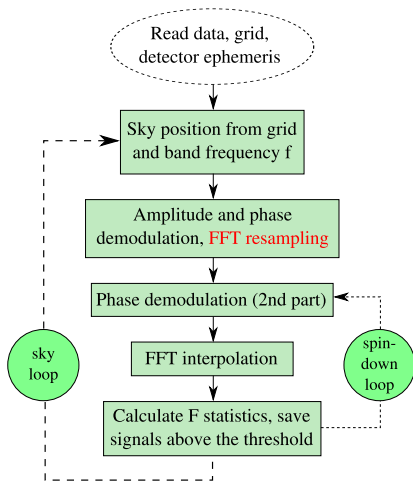 Read data, grid,
detector ephemeris
Sky position from grid
and band frequency f
Amplitude and phase
demodulation, FFT resampling
Phase demodulation (2nd part)
sky
loop
FFT interpolation
spin-
down
loop
Calculate F statistics, save
signals above the threshold